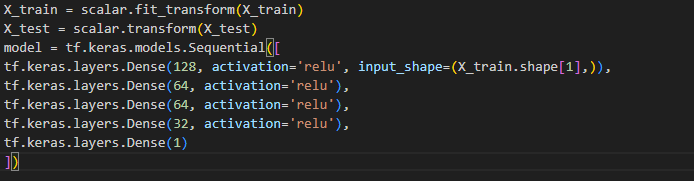 X_train = scalar.fit_transform(X_train)
X_test = scalar.transform(X_test)
model = tf.keras.models.Sequential([
tf.keras.layers.Dense(128, activation='relu', input_shape=(X_train.shape[1],)),
tf.keras.layers.Dense(64, activation='relu'),
tf.keras.layers.Dense(64, activation='relu'),
tf.keras.layers.Dense(32, activation='relu'),
tf.keras.layers.Dense(1)
])